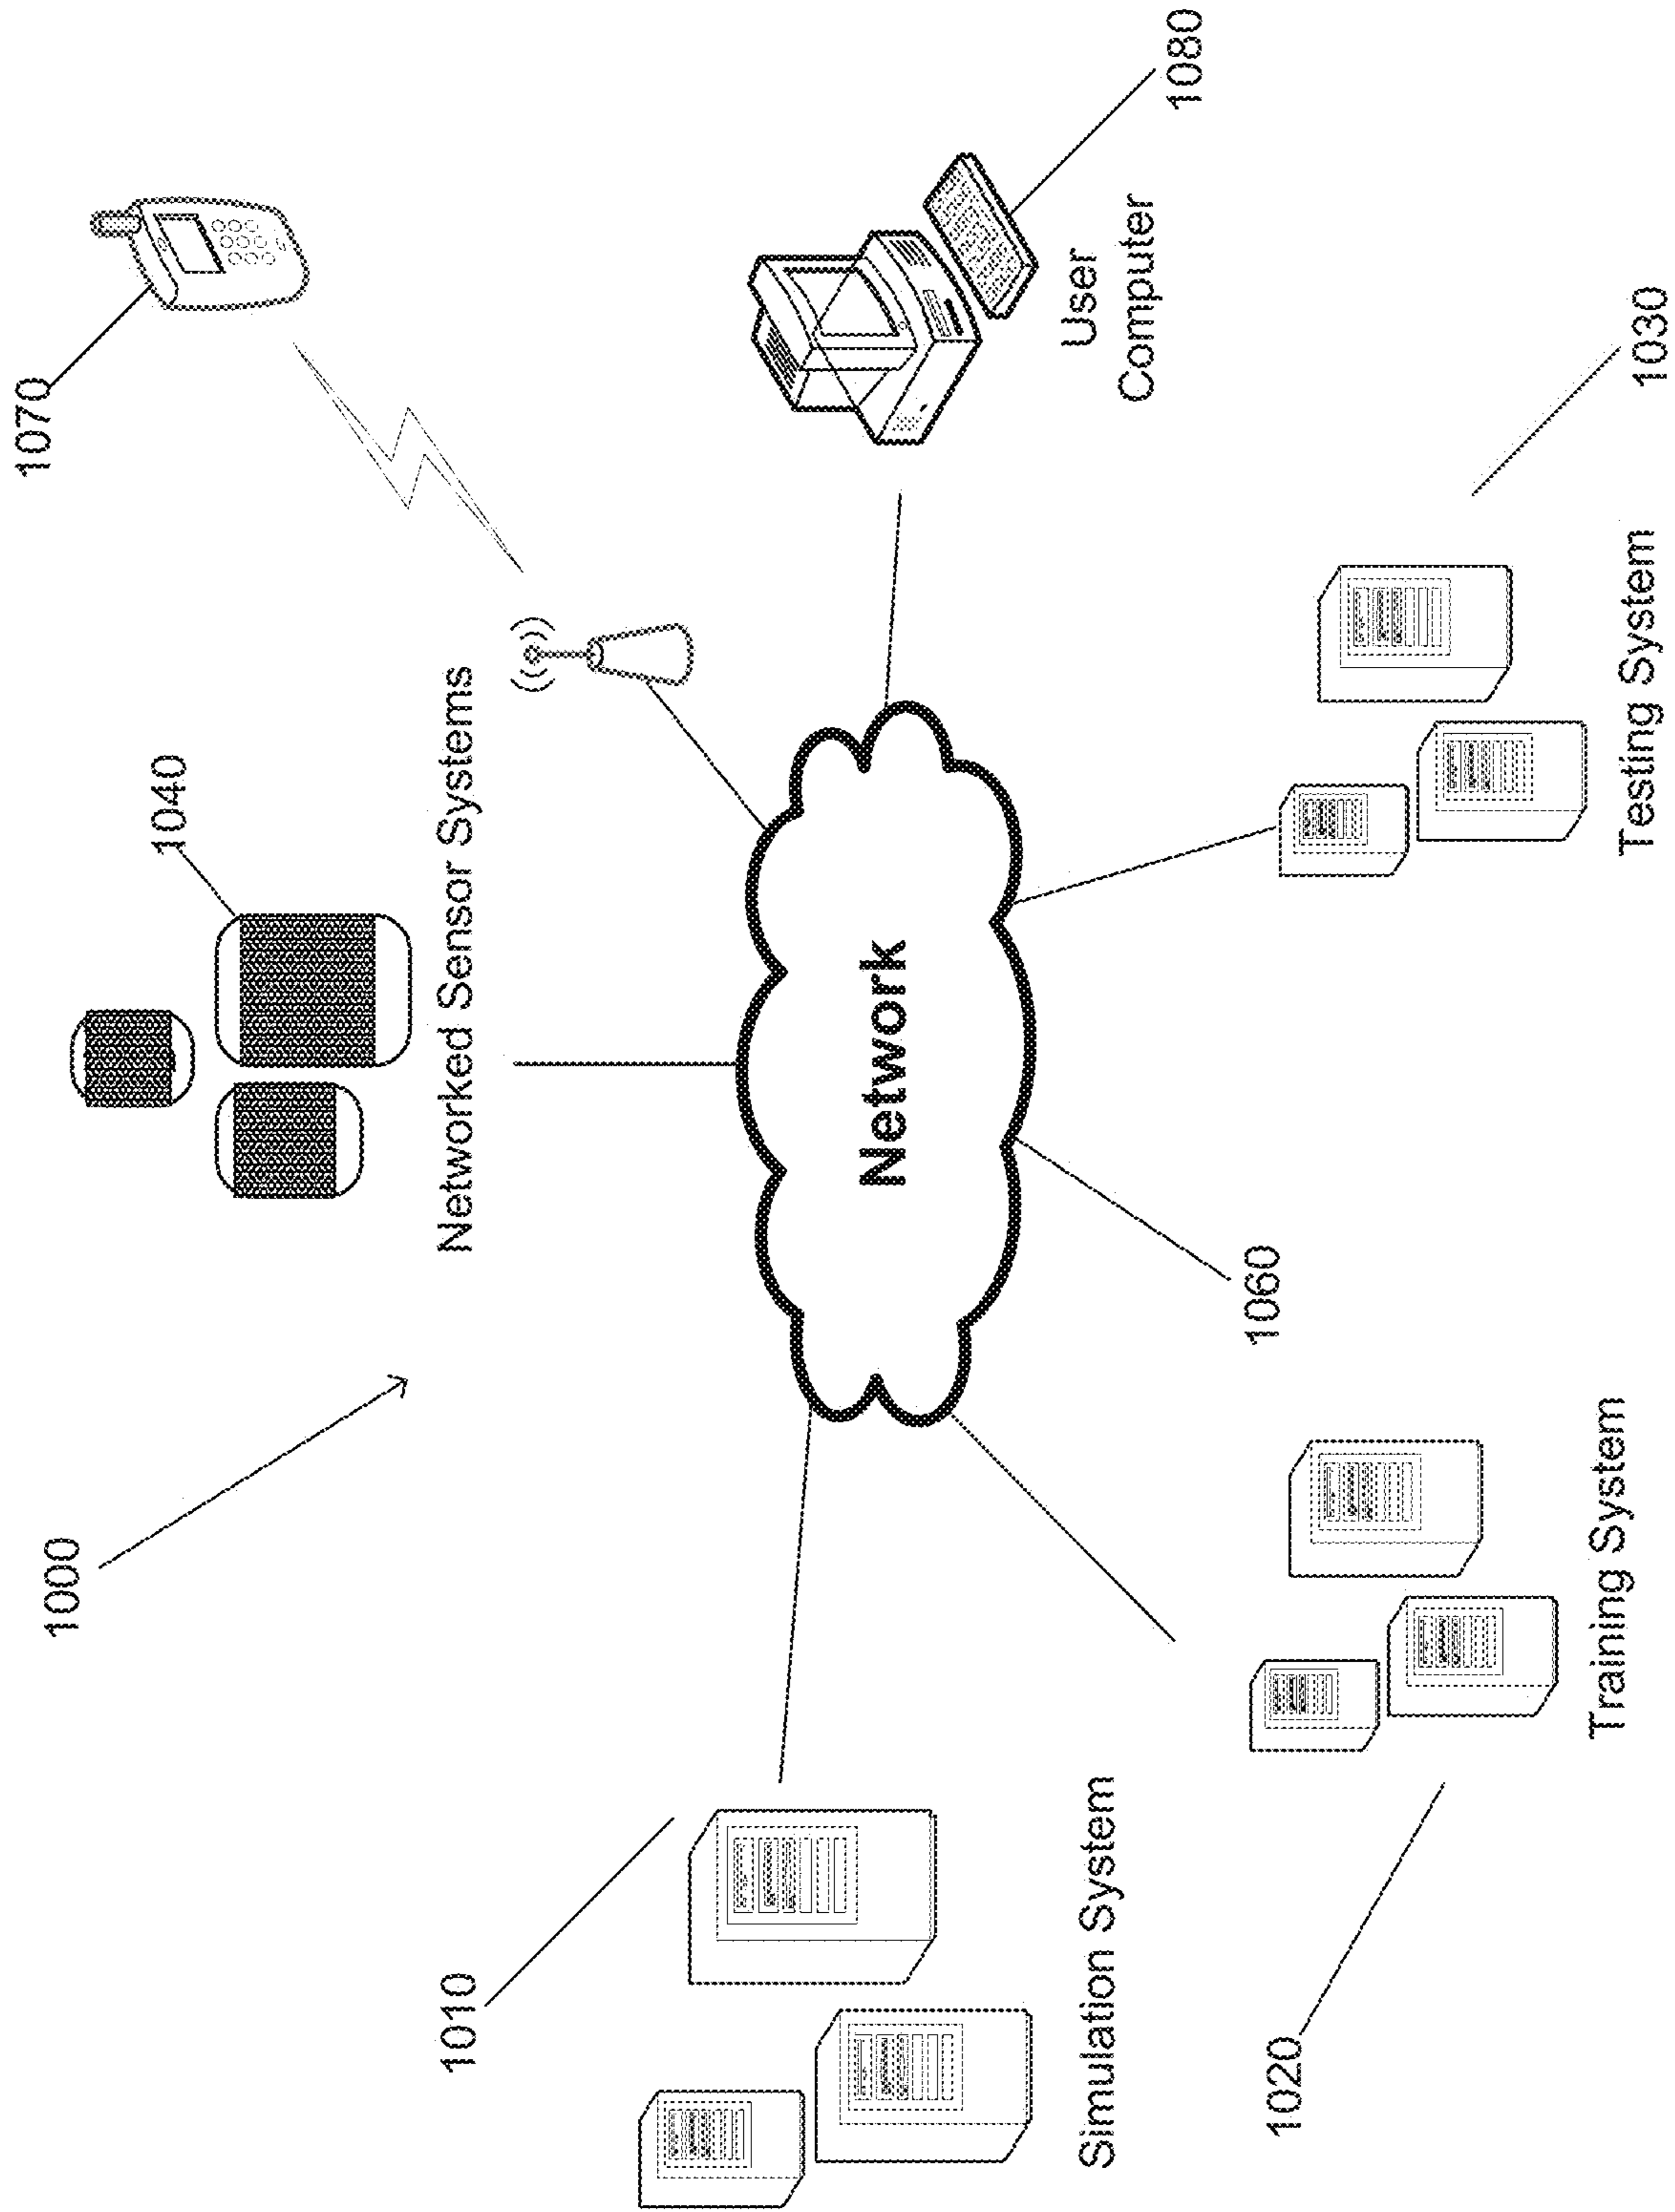 1000
1040
1070
Networked Sensor Systems
1010
Network
User
Computer
1080
Simulation System
1060
1020
Training System
Testing System
1030